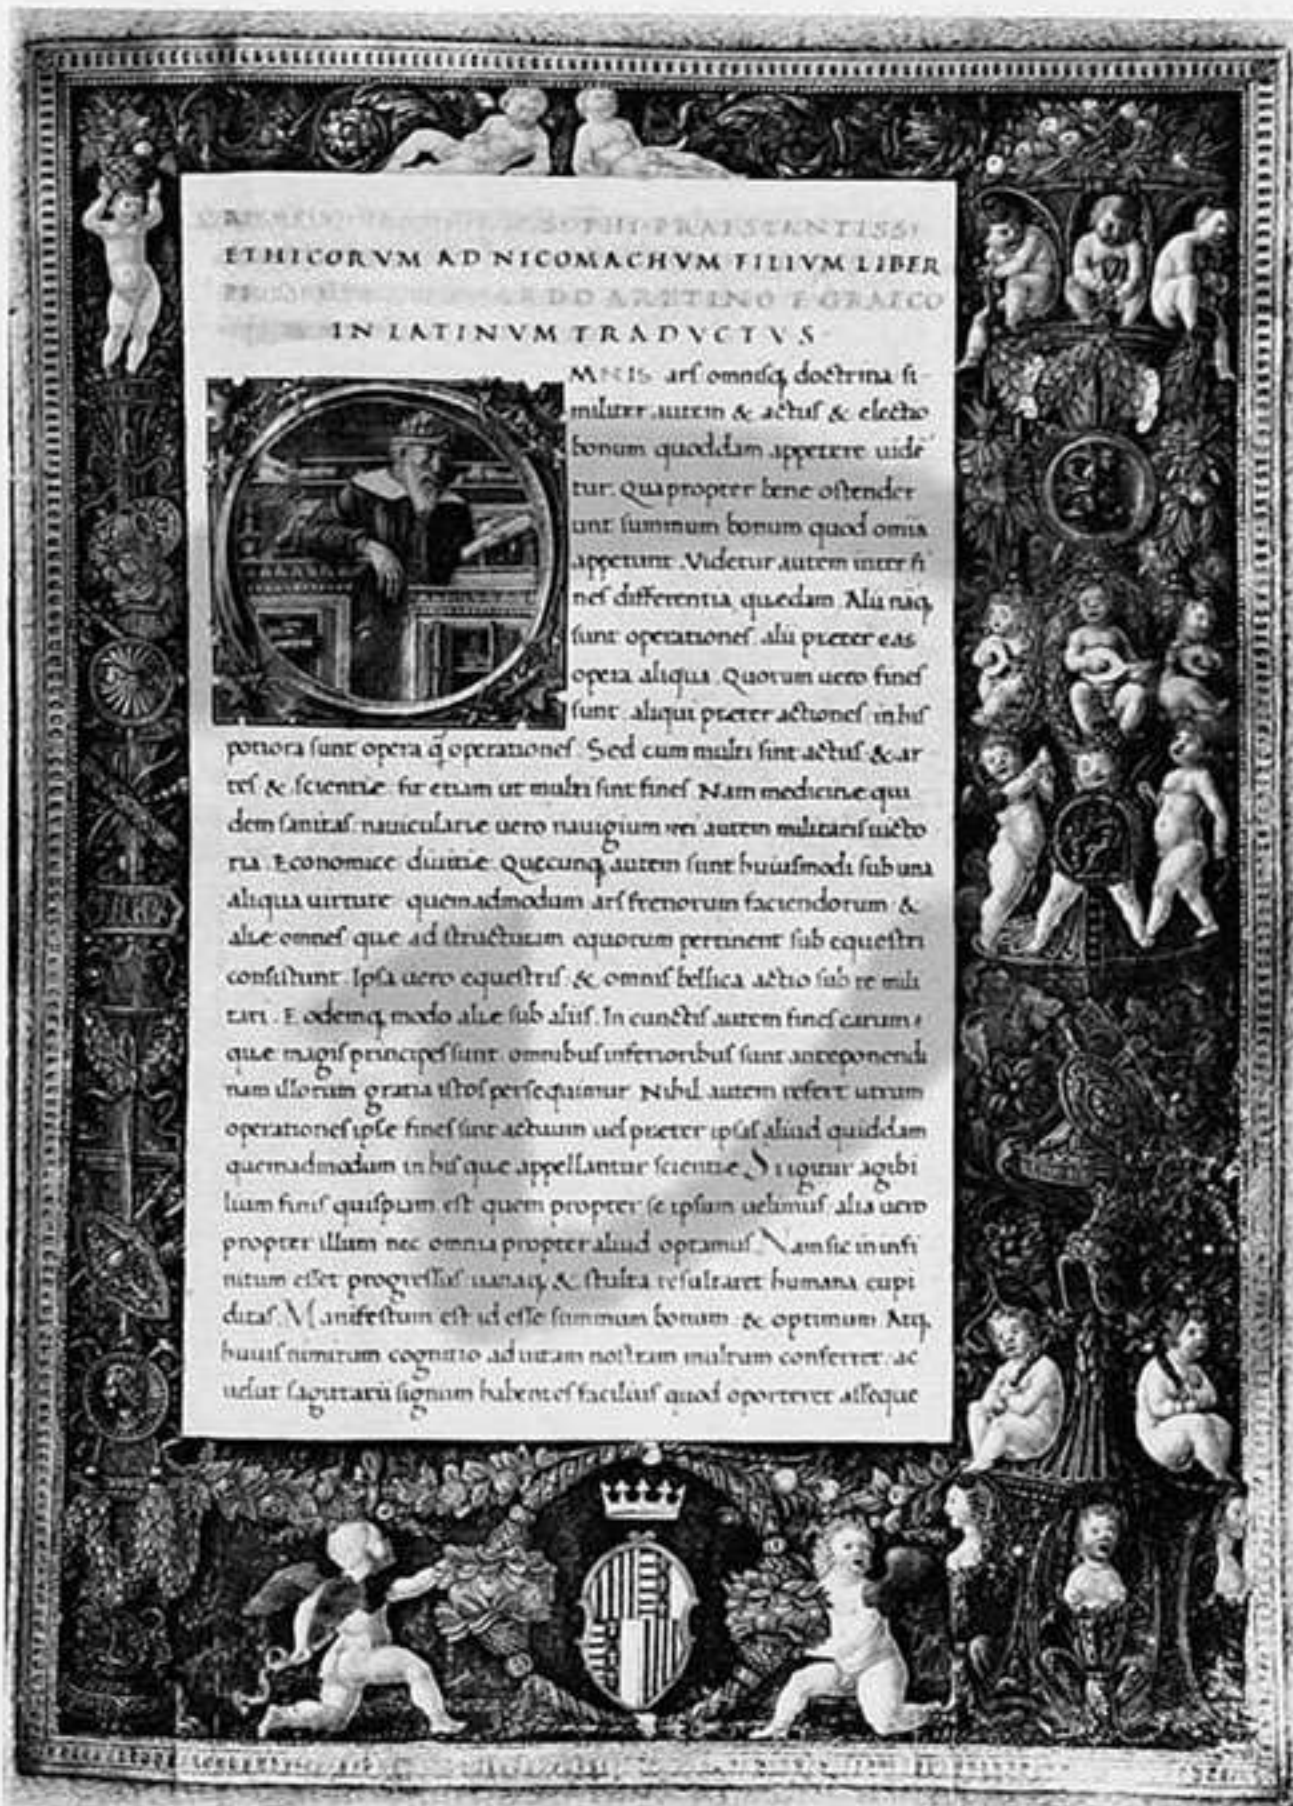 S·PHI·PRAESTANTISSI
ETHICORVM AD NICOMACHVM FILIVM LIBER
ARETINO E GRAECO
IN LATINVM TRADVCTVS·
MNIS arſ omniſq; doctrina ſi-
militer autem & actuſ & electio
bonum quoddam appetere uidē
tur. Quapropter bene oſtender
unt ſummum bonum quod omīa
appetunt. Videtur autem inter fi
neſ differentia quedam. Alii nāq;
ſunt operationeſ. alii preter eas
opera aliqua. Quorum uero fineſ
ſunt aliqui preter actioneſ in hiſ
potiora ſunt opera q̄ operationeſ. Sed cum multi ſint actuſ & ar
teſ & ſcientie fit etiam ut multi ſint fineſ. Nam medicine qui
dem ſanitaſ. nauicularie uero nauigium rei autem militariſ uicto
ria. Economice diuitie. Quecunq; autem ſunt huiuſmodi ſub una
aliqua uirtute quemadmodum arſ frenorum faciendorum &
alie omneſ que ad ſtructuram equorum pertinent ſub equeſtri
conſiſtunt. Ipſa uero equeſtriſ & omniſ bellica actio ſub re mili
tari. Eodemq; modo alie ſub aliiſ. In cunctiſ autem fineſ earum
que magiſ principeſ ſunt omnibuſ inferioribuſ ſunt anteponendi
nam illorum gratia iſtoſ perſequimur. Nihil autem refert utrum
operationeſ ipſe fineſ ſint actuum uel preter ipſaſ aliud quiddam
quemadmodum in hiſ que appellantur ſcientie. Si igitur agibi
lium finiſ quiſpiam eſt quem propter ſe ipſum uelimuſ alia uero
propter illum nec omnia propter aliud optamuſ. Nam ſic in infi
nitum eſſet progreſſuſ uanaq; & ſtulta reſultaret humana cupi
ditaſ. Manifeſtum eſt id eſſe ſummum bonum & optimum. Atq;
huiuſ nimirum cognitio ad uitam noſtram multum conferret. ac
uelut ſagittarii ſignum habenteſ faciliuſ quod oporteret aſſeque